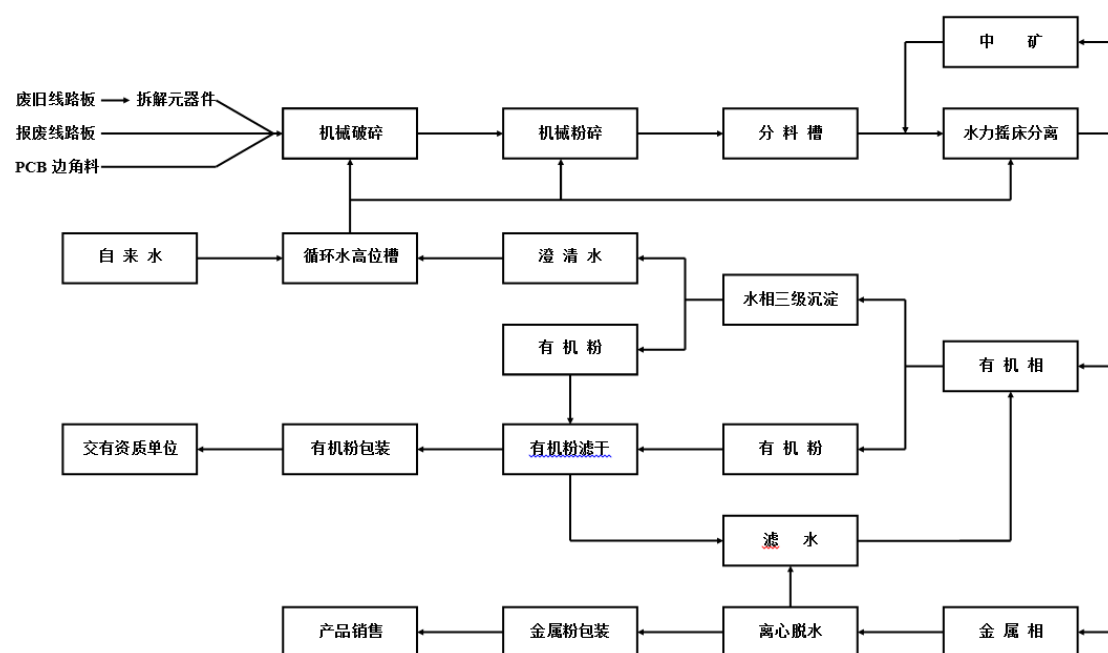 中 矿
废旧线路板 拆解元器件
报废线路板
PCB 边角料
机械破碎
机械粉碎
分 料 槽
水力摇床分离
自 来 水
循环水高位槽
澄 清 水
水相三级沉淀
有 机 粉
有 机 相
交有资质单位
有机粉包装
有机粉滤干
有 机 粉
滤 水
产品销售
金属粉包装
离心脱水
金 属 相